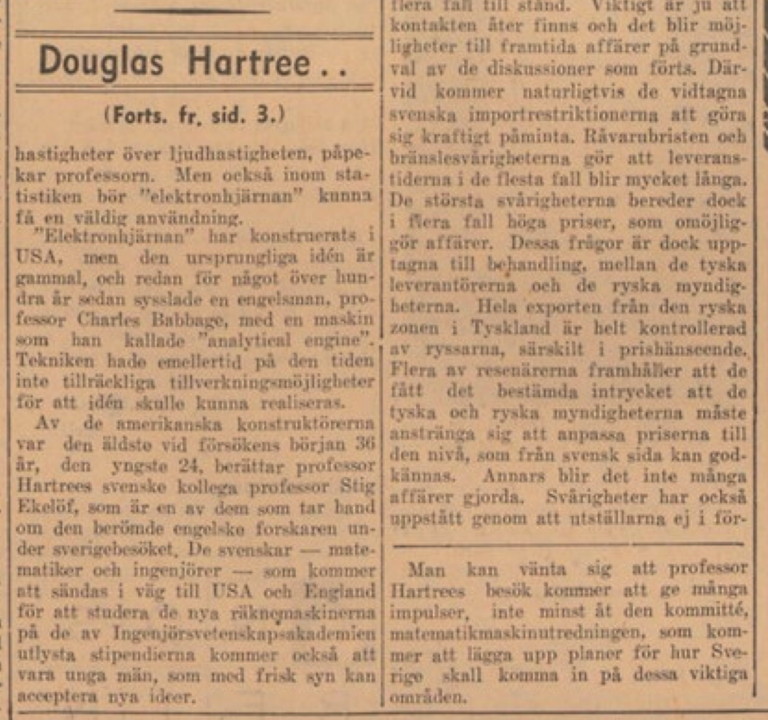 Douglas Hartree . .
(Forts. fr. sid. 3.)
hastigheter över ljudhastigheten, påpe-
kar professorn. Men också inom sta-
tistiken bör "elektronhjärnan" kunna
få en väldig användning.
"Elektronhjärnan" har konstruerats i
USA, men den ursprungliga idén är
gammal, och redan för något över hun-
dra år sedan sysslade en engelsman, pro-
fessor Charles Babbage, med en maskin
som han kallade "analytical engine".
Tekniken hade emellertid på den tiden
inte tillräckliga tillverkningsmöjligheter
för att idén skulle kunna realiseras.
Av de amerikanska konstruktörerna
var den äldste vid försökens början 36
år, den yngste 24, berättar professor
Hartrees svenske kollega professor Stig
Ekelöf, som är en av dem som tar hand
om den berömde engelske forskaren un-
der sverigebesöket. De svenskar — mate-
matiker och ingenjörer — som kommer
att sändas i väg till USA och England
för att studera de nya räknemaskinerna
på de av Ingenjörsvetenskapsakademien
utlysta stipendierna kommer också att
vara unga män, som med frisk syn kan
acceptera nya idéer.
flera fall till stånd. Viktigt är ju att
kontakten åter finns och det blir möj-
ligheter till framtida affärer på grund-
val av de diskussioner som förts. Där-
vid kommer naturligtvis de vidtagna
svenska importrestriktionerna att göra
sig kraftigt påminta. Råvarubristen och
bränslesvårigheterna gör att leverans-
tiderna i de flesta fall blir mycket långa.
De största svårigheterna bereder dock
i flera fall höga priser, som omöjlig-
gör affärer. Dessa frågor är dock upp-
tagna till behandling, mellan de tyska
leverantörerna och de ryska myndig-
heterna. Hela exporten från den ryska
zonen i Tyskland är helt kontrollerad
av ryssarna, särskilt i prishänseende.
Flera av resenärerna framhåller att de
fått det bestämda intrycket att de
tyska och ryska myndigheterna måste
anstränga sig att anpassa priserna till
den nivå, som från svensk sida kan god-
kännas. Annars blir det inte många
affärer gjorda. Svårigheter har också
uppstått genom att utställarna ej i för-
Man kan vänta sig att professor
Hartrees besök kommer att ge många
impulser, inte minst åt den kommitté,
matematikmaskinutredningen, som kom-
mer att lägga upp planer för hur Sve-
rige skall komma in på dessa viktiga
områden.